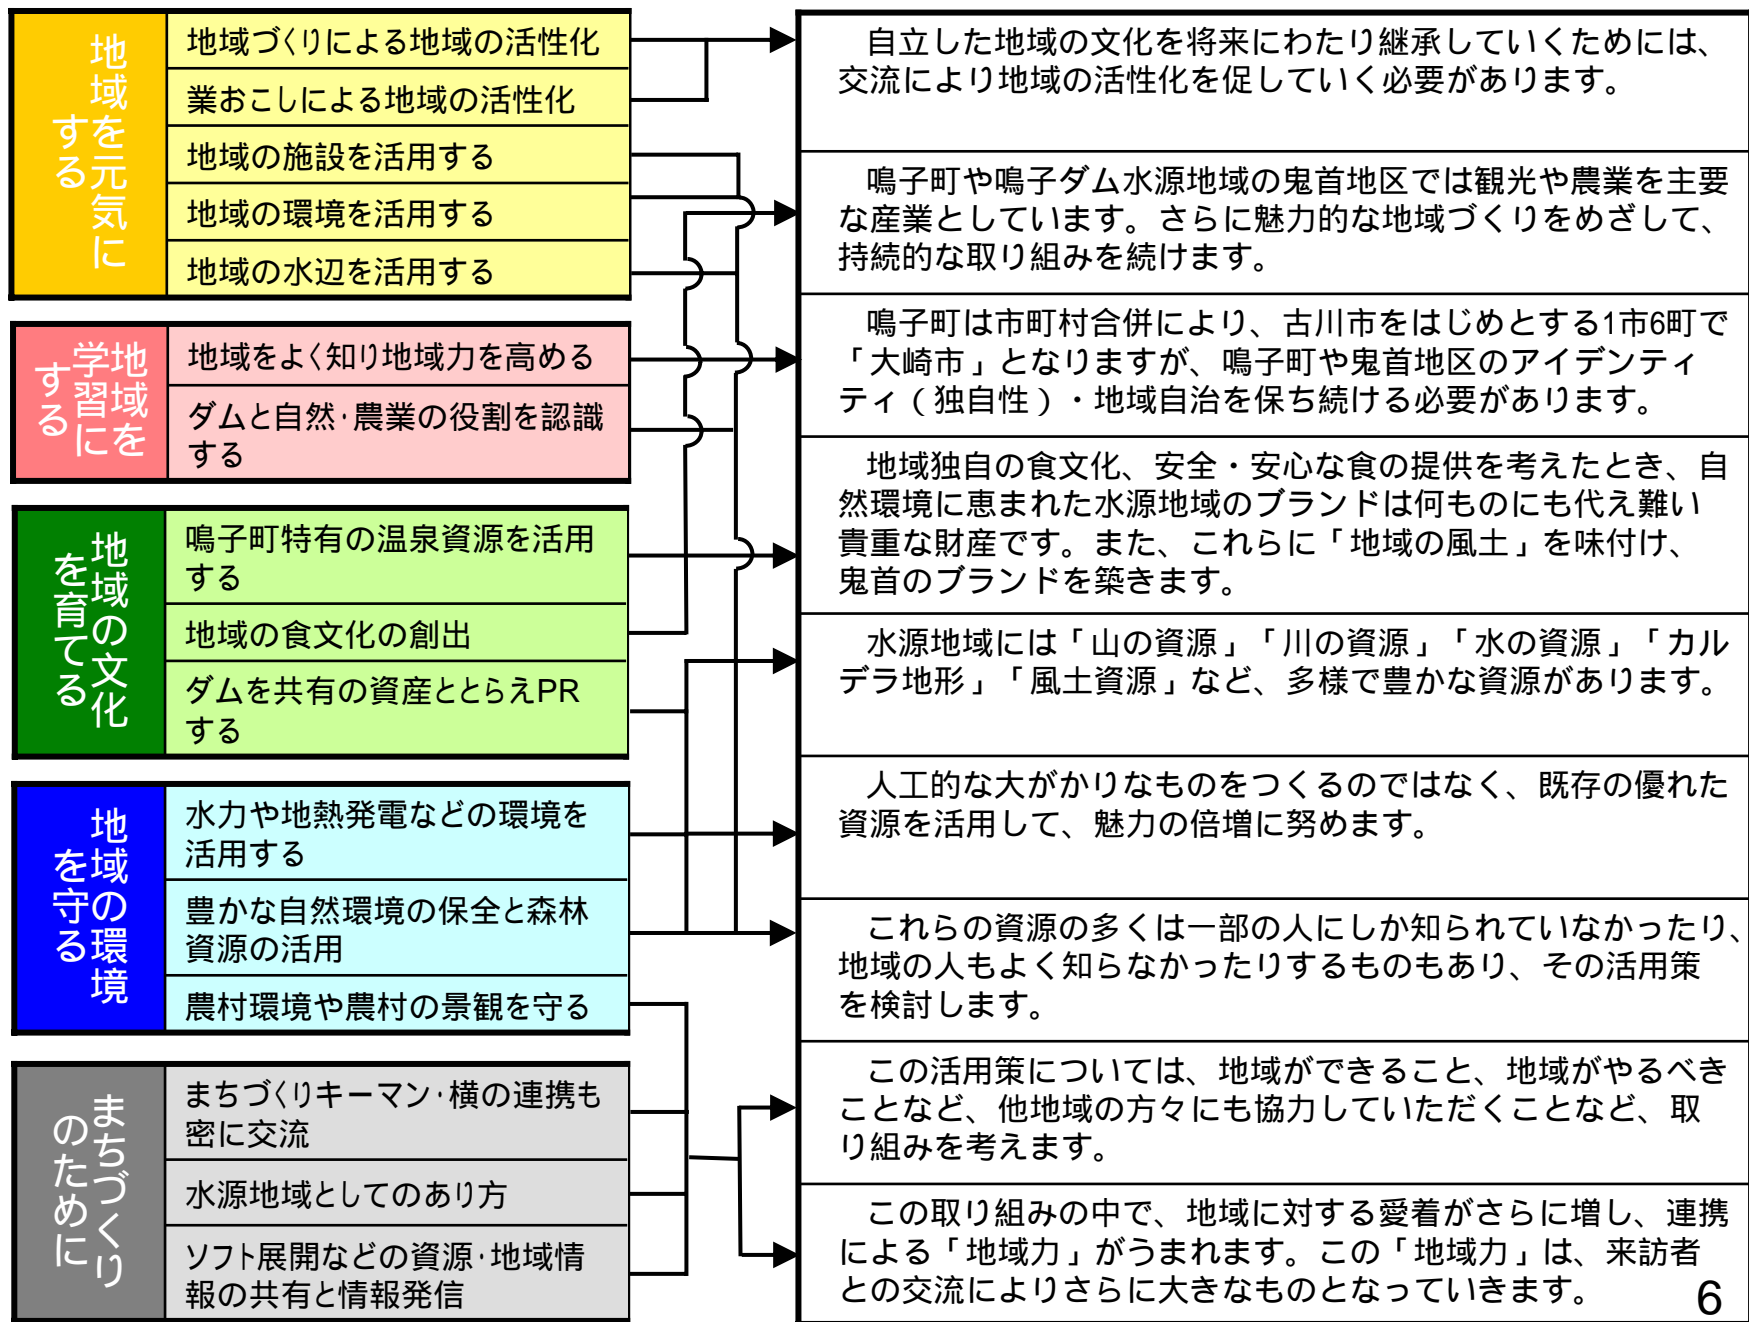 地域を元気に
する
地域づくりによる地域の活性化
業おこしによる地域の活性化
地域の施設を活用する
地域の環境を活用する
地域の水辺を活用する
地域を
学習に
する
地域をよく知り地域力を高める
ダムと自然･農業の役割を認識
する
地域の文化
を育てる
鳴子町特有の温泉資源を活用
する
地域の食文化の創出
ダムを共有の資産ととらえPR
する
地域の環境
を守る
水力や地熱発電などの環境を
活用する
豊かな自然環境の保全と森林
資源の活用
農村環境や農村の景観を守る
まちづくり
のために
まちづくりキーマン･横の連携も
密に交流
水源地域としてのあり方
ソフト展開などの資源･地域情
報の共有と情報発信
自立した地域の文化を将来にわたり継承していくためには、
交流により地域の活性化を促していく必要があります。
鳴子町や鳴子ダム水源地域の鬼首地区では観光や農業を主要
な産業としています。さらに魅力的な地域づくりをめざして、
持続的な取り組みを続けます。
鳴子町は市町村合併により、古川市をはじめとする1市6町で
「大崎市」となりますが、鳴子町や鬼首地区のアイデンティ
ティ（独自性）・地域自治を保ち続ける必要があります。
地域独自の食文化、安全・安心な食の提供を考えたとき、自
然環境に恵まれた水源地域のブランドは何ものにも代え難い
貴重な財産です。また、これらに「地域の風土」を味付け、
鬼首のブランドを築きます。
水源地域には「山の資源」「川の資源」「水の資源」「カル
デラ地形」「風土資源」など、多様で豊かな資源があります。
人工的な大がかりなものをつくるのではなく、既存の優れた
資源を活用して、魅力の倍増に努めます。
これらの資源の多くは一部の人にしか知られていなかったり、
地域の人もよく知らなかったりするものもあり、その活用策
を検討します。
この活用策については、地域ができること、地域がやるべき
ことなど、他地域の方々にも協力していただくことなど、取
り組みを考えます。
この取り組みの中で、地域に対する愛着がさらに増し、連携
による「地域力」がうまれます。この「地域力」は、来訪者
との交流によりさらに大きなものとなっていきます。
6